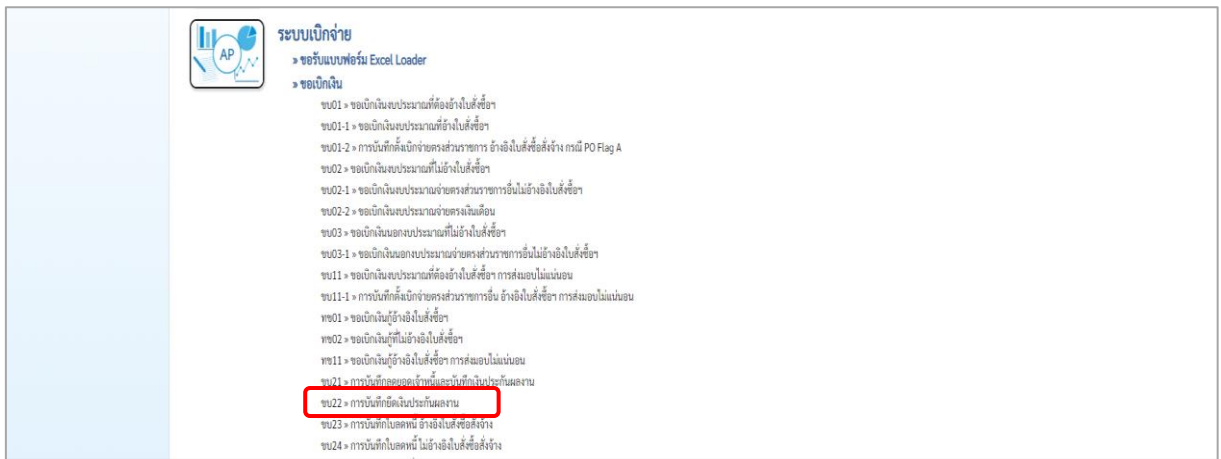 AP
ระบบเบิกจ่าย
» ขอรับแบบฟอร์ม Excel Loader
» ขอเบิกเงิน
ขบ01 » ขอเบิกเงินงบประมาณที่ต้องอ้างใบสั่งซื้อฯ
ขบ01-1 » ขอเบิกเงินงบประมาณที่อ้างใบสั่งซื้อฯ
ขบ01-2 » การบันทึกตั้งเบิกจ่ายตรงส่วนราชการ อ้างอิงใบสั่งซื้อสั่งจ้าง กรณี PO Flag A
ขบ02 » ขอเบิกเงินงบประมาณที่ไม่อ้างใบสั่งซื้อฯ
ขบ02-1 » ขอเบิกเงินงบประมาณจ่ายตรงส่วนราชการอื่นไม่อ้างอิงใบสั่งซื้อฯ
ขบ02-2 » ขอเบิกเงินงบประมาณจ่ายตรงเงินเดือน
ขบ03 » ขอเบิกเงินนอกงบประมาณที่ไม่อ้างใบสั่งซื้อฯ
ขบ03-1 » ขอเบิกเงินนอกงบประมาณจ่ายตรงส่วนราชการอื่นไม่อ้างอิงใบสั่งซื้อฯ
ขบ11 » ขอเบิกเงินงบประมาณที่ต้องอ้างใบสั่งซื้อฯ การส่งมอบไม่แน่นอน
ขบ11-1 » การบันทึกตั้งเบิกจ่ายตรงส่วนราชการอื่น อ้างอิงใบสั่งซื้อฯ การส่งมอบไม่แน่นอน
ทข01 » ขอเบิกเงินกู้อ้างอิงใบสั่งซื้อฯ
ทข02 » ขอเบิกเงินกู้ที่ไม่อ้างอิงใบสั่งซื้อฯ
ทข11 » ขอเบิกเงินกู้อ้างอิงใบสั่งซื้อฯ การส่งมอบไม่แน่นอน
ขบ21 » การบันทึกลดยอดเจ้าหนี้และบันทึกเงินประกันผลงาน
ขบ22 » การบันทึกยึดเงินประกันผลงาน
ขบ23 » การบันทึกใบลดหนี้ อ้างอิงใบสั่งซื้อสั่งจ้าง
ขบ24 » การบันทึกใบลดหนี้ ไม่อ้างอิงใบสั่งซื้อสั่งจ้าง